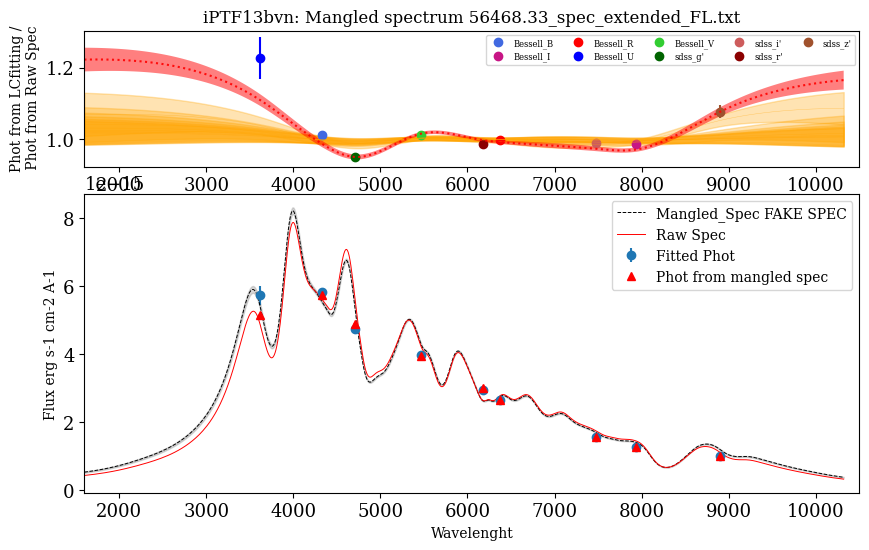 iPTF13bvn: Mangled spectrum 56468.33_spec_extended_FL.txt
Phot from LCfitting /
Phot from Raw Spec
1.2
1.0
Bessell_B Bessell_R Bessell_V sdss_i' sdss_z'
Bessell_I Bessell_U sdss_g' sdss_r'
2000 3000 4000 5000 6000 7000 8000 9000 10000
1e−15
Flux erg s-1 cm-2 A-1
8
6
4
2
0
Mangled_Spec FAKE SPEC
Raw Spec
Fitted Phot
Phot from mangled spec
2000 3000 4000 5000 6000 7000 8000 9000 10000
Wavelenght